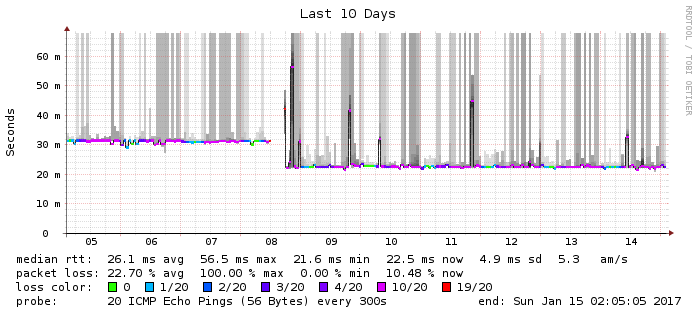 Last 10 Days
RRDTOOL / TOBI OETIKER
Seconds
60 m
50 m
40 m
30 m
20 m
10 m
0
05 06 07 08 09 10 11 12 13 14
median rtt: 26.1 ms avg 56.5 ms max 21.6 ms min 22.5 ms now 4.9 ms sd 5.3 am/s
packet loss: 22.70 % avg 100.00 % max 0.00 % min 10.48 % now
loss color: 0 1/20 2/20 3/20 4/20 10/20 19/20
probe: 20 ICMP Echo Pings (56 Bytes) every 300s end: Sun Jan 15 02:05:05 2017